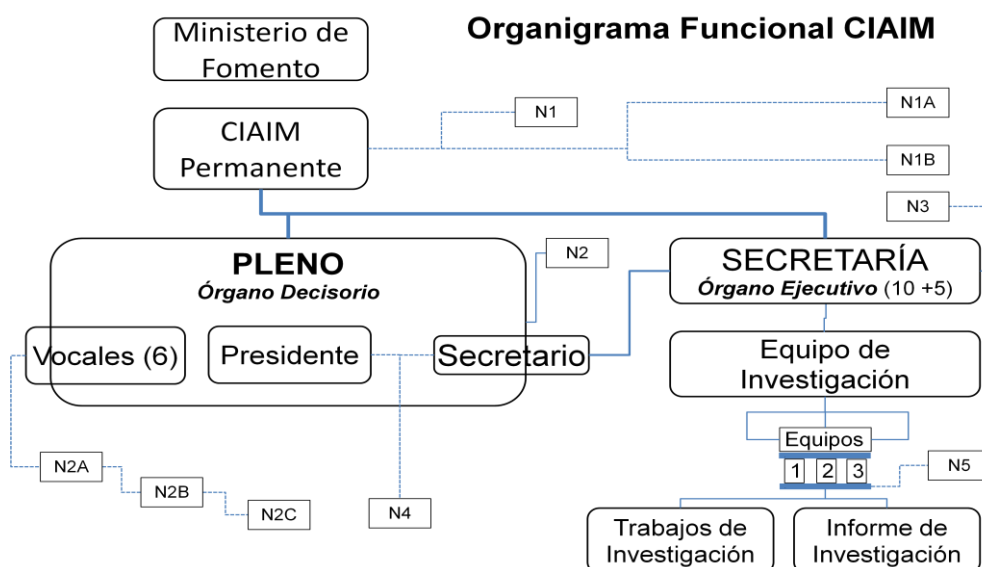 Organigrama Funcional CIAIM
Ministerio de
Fomento
CIAIM
Permanente
N1
N1A
N1B
N3
PLENO
Órgano Decisorio
N2
SECRETARÍA
Órgano Ejecutivo (10 +5)
Vocales (6)
Presidente
Secretario
Equipo de
Investigación
Equipos
1 2 3
N5
N2A
N2B
N2C
N4
Trabajos de
Investigación
Informe de
Investigación